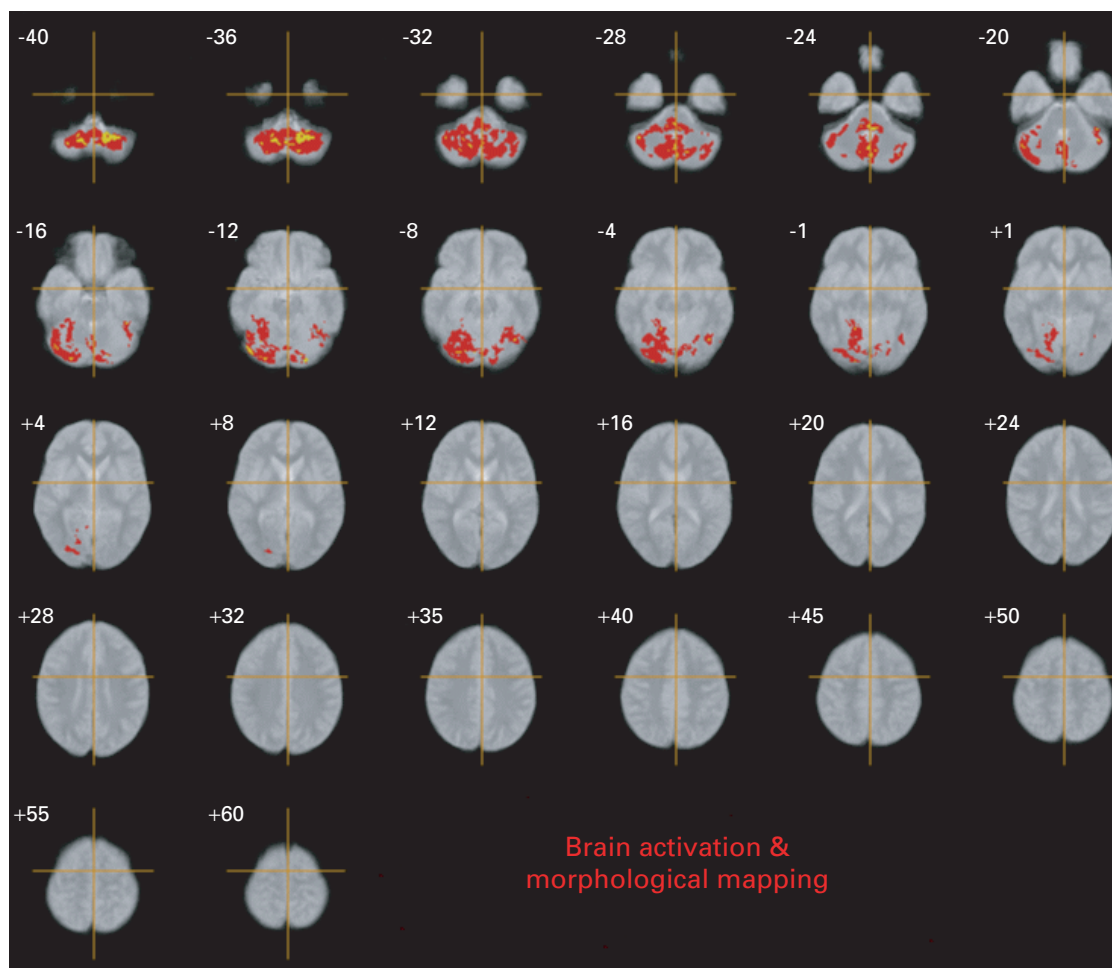 -40 -36 -32 -28 -24 -20
-16 -12 -8 -4 -1 +1
+4 +8 +12 +16 +20 +24
+28 +32 +35 +40 +45 +50
+55 +60
Brain activation &
morphological mapping